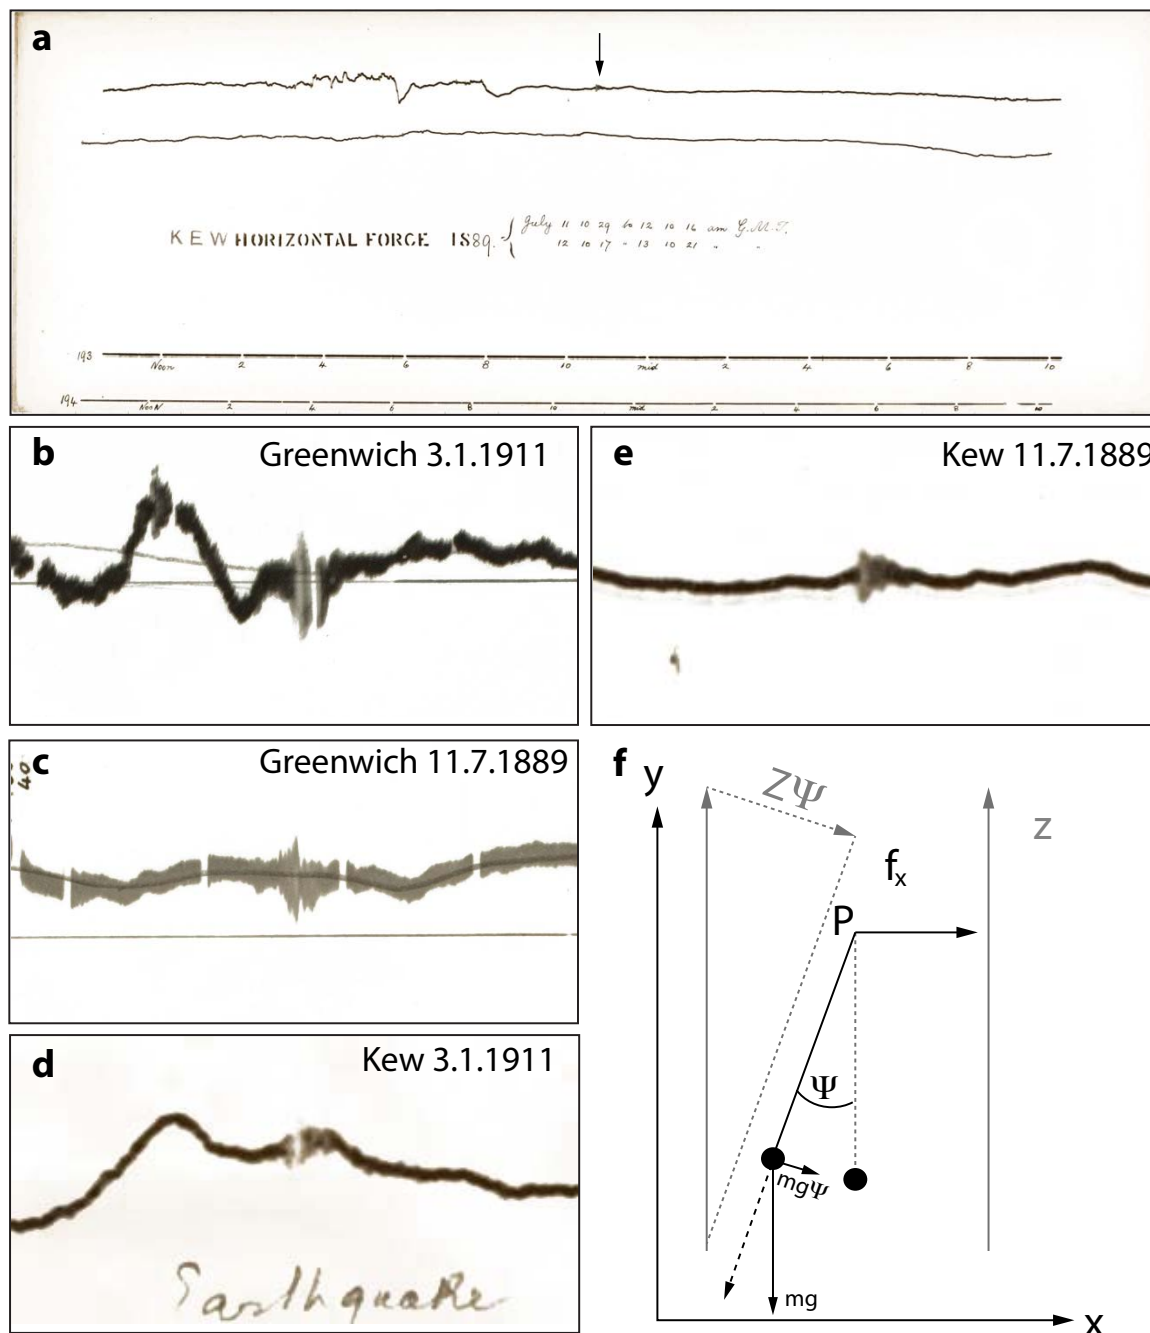 a
KEW HORIZONTAL FORCE 1889. { July 11 10 29 to 12 10 16 am G.M.T.
12 10 17 " 13 10 21 " "
193
Noon 2 4 6 8 10 mid 2 4 6 8 10
194
Noon 2 4 6 8 10 mid 2 4 6 8 10
b Greenwich 3.1.1911
e Kew 11.7.1889
c Greenwich 11.7.1889
40
d Kew 3.1.1911
Earthquake
f
y
ZΨ
z
fx
P
Ψ
mgΨ
mg
x